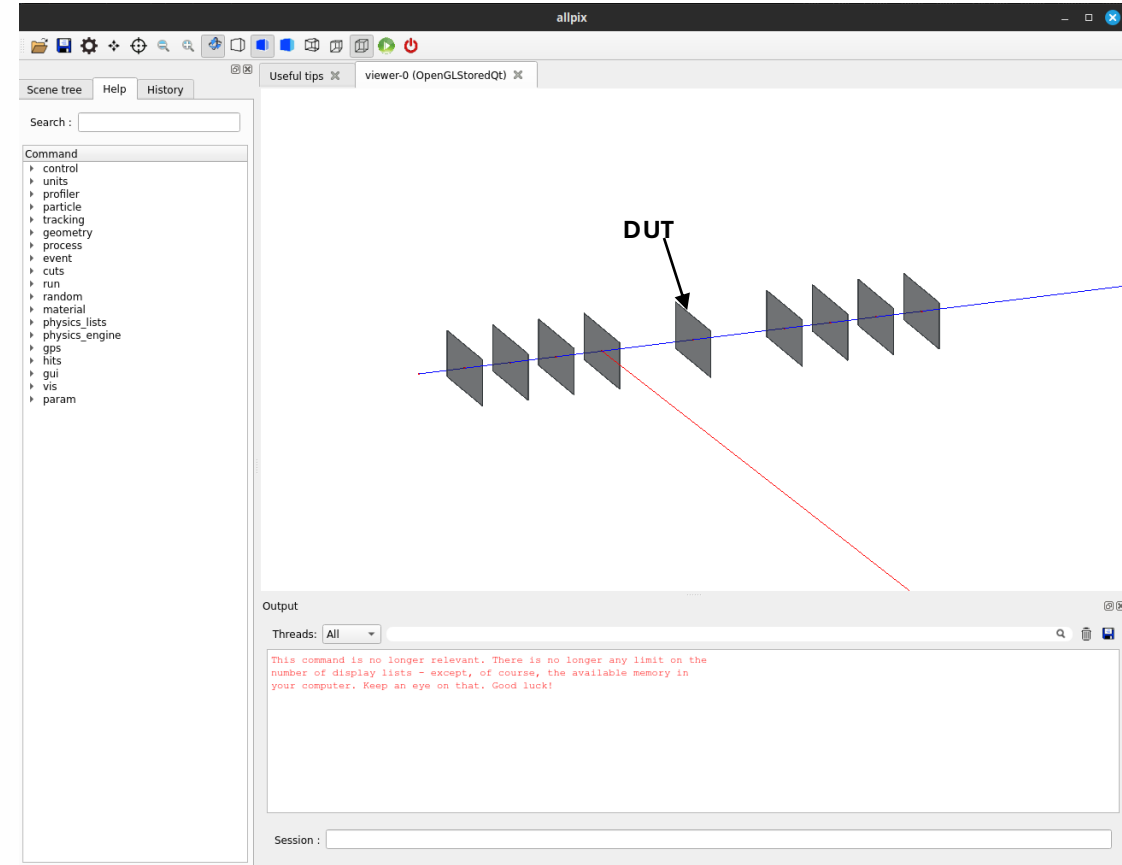 allpix
Useful tips
viewer-0 (OpenGLStoredQt)
Scene tree
Help
History
Search :
Command
control
units
profiler
particle
tracking
geometry
process
event
cuts
run
random
material
physics_lists
physics_engine
gps
hits
gui
vis
param
DUT
Output
Threads: All
This command is no longer relevant. There is no longer any limit on the
number of display lists - except, of course, the available memory in
your computer. Keep an eye on that. Good luck!
Session :